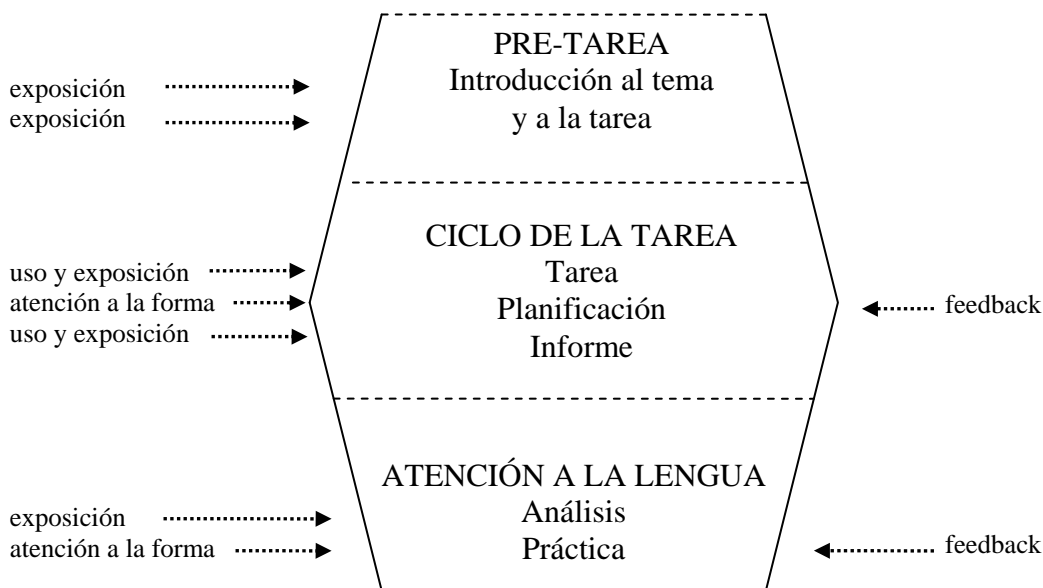 PRE-TAREA
Introducción al tema
y a la tarea
exposición
exposición
CICLO DE LA TAREA
Tarea
Planificación
Informe
uso y exposición
atención a la forma
uso y exposición
feedback
ATENCIÓN A LA LENGUA
Análisis
Práctica
exposición
atención a la forma
feedback